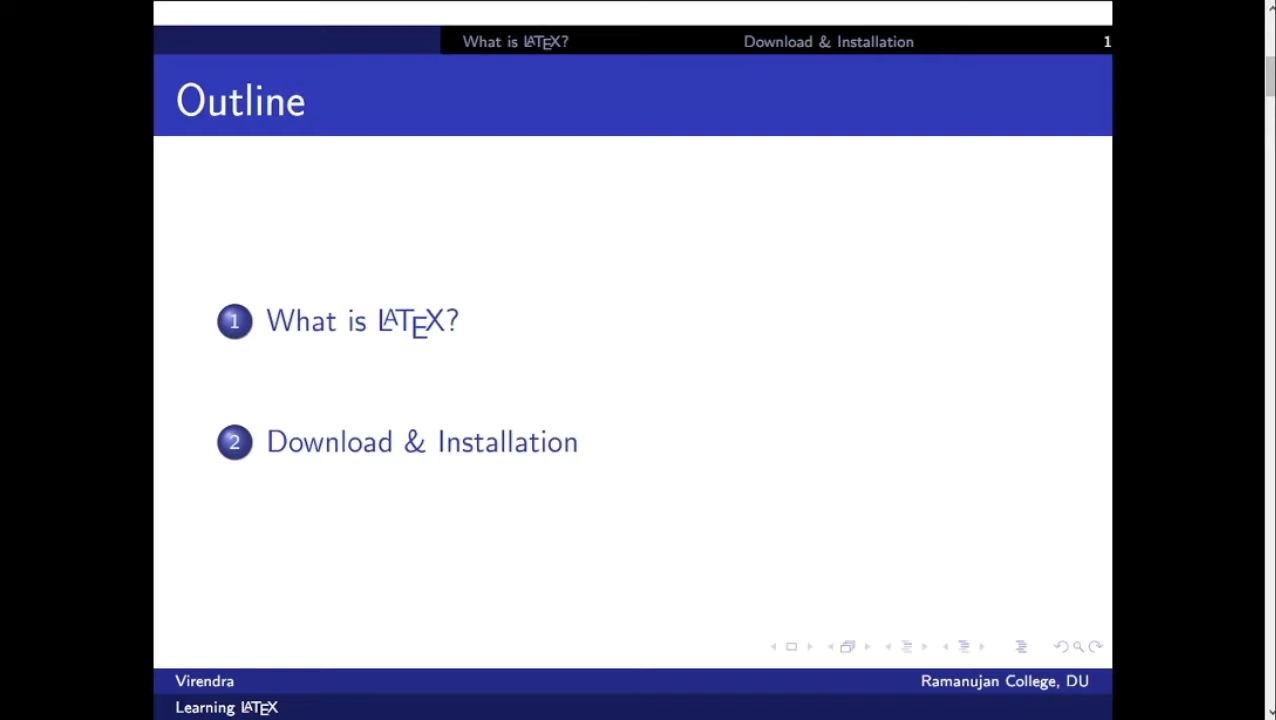 What is LATEX? Download & Installation 1
Outline
1 What is LATEX?
2 Download & Installation
Virendra Ramanujan College, DU
Learning LATEX